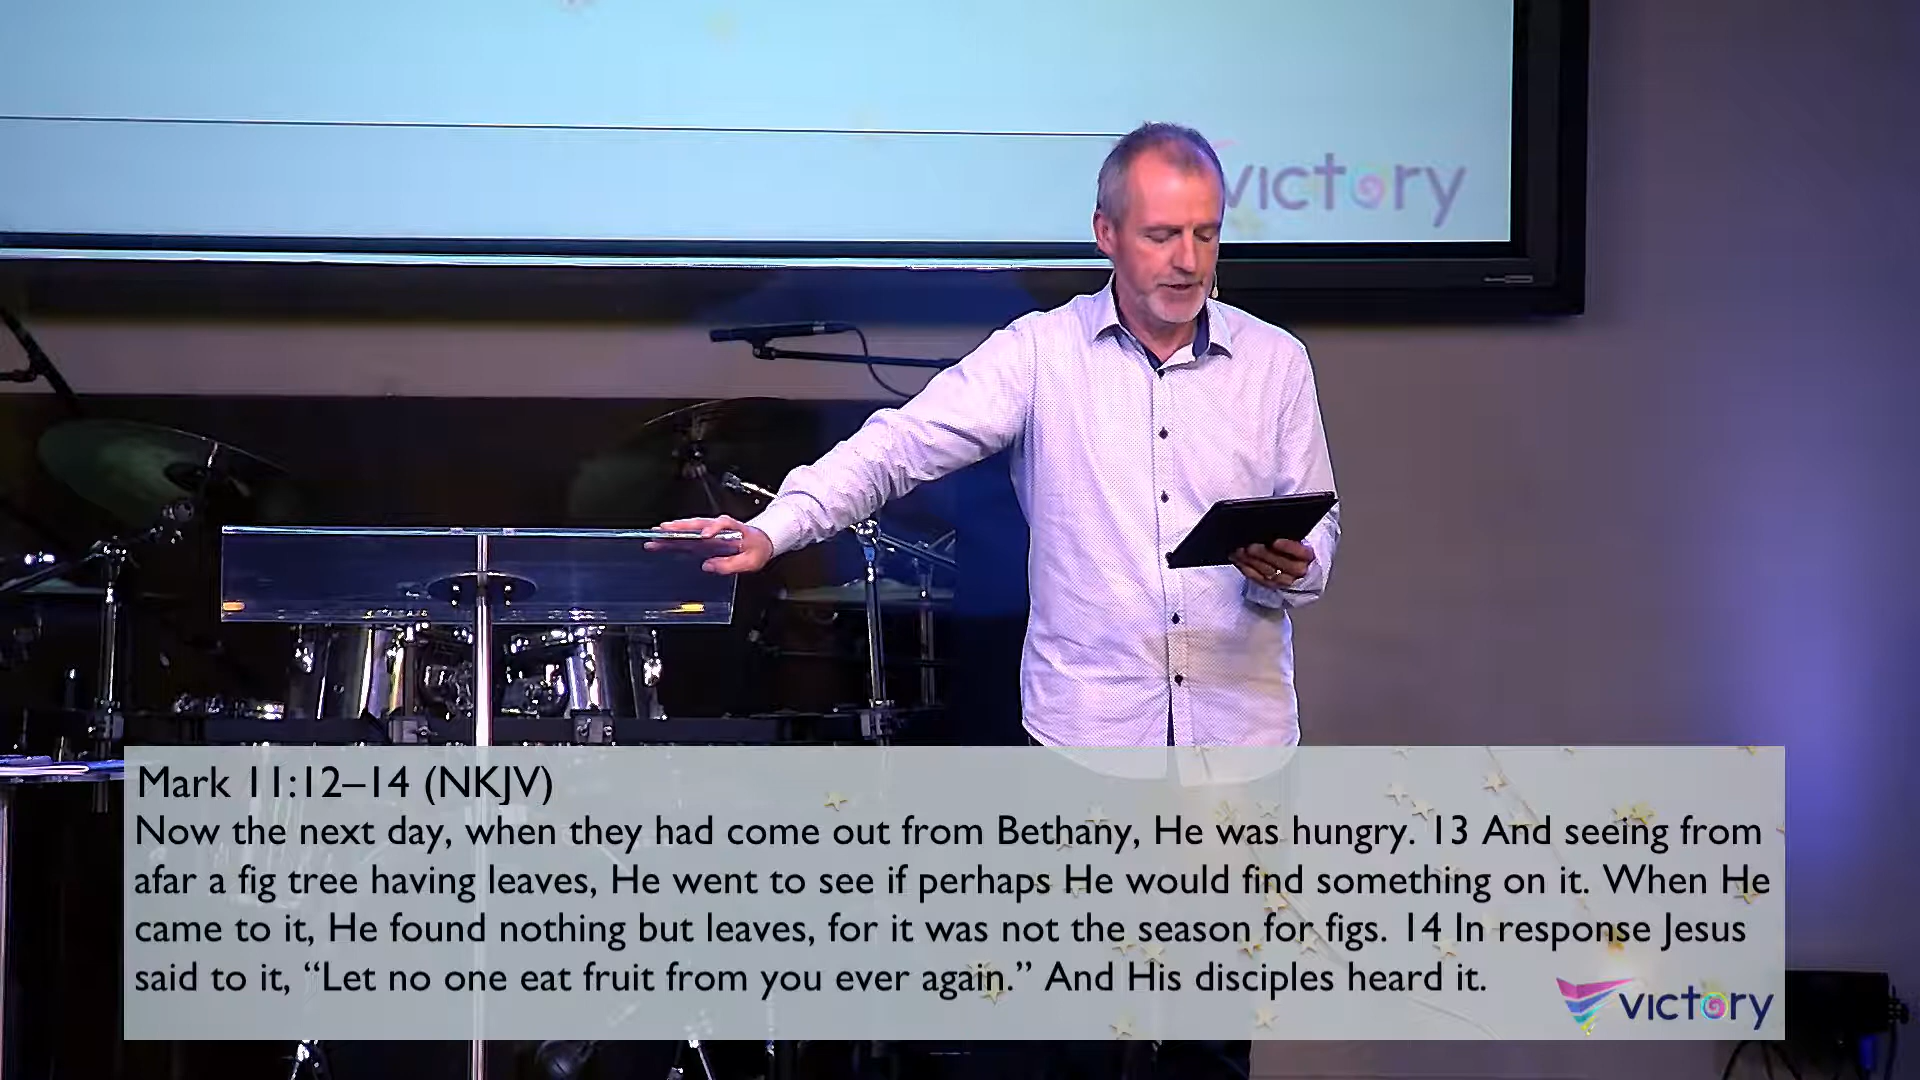 victory
Mark 11:12–14 (NKJV)
Now the next day, when they had come out from Bethany, He was hungry. 13 And seeing from
afar a fig tree having leaves, He went to see if perhaps He would find something on it. When He
came to it, He found nothing but leaves, for it was not the season for figs. 14 In response Jesus
said to it, “Let no one eat fruit from you ever again.” And His disciples heard it.
victory